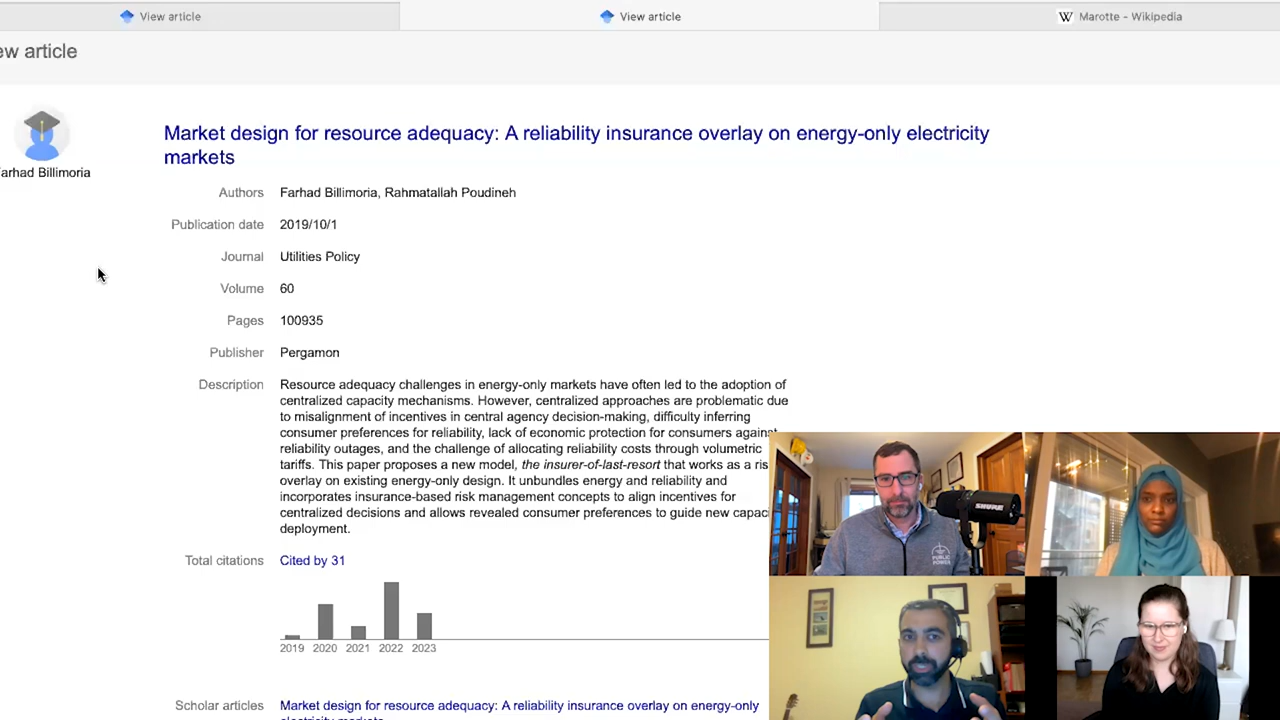 View article
View article
Marotte - Wikipedia
ew article
arhad Billimoria
Market design for resource adequacy: A reliability insurance overlay on energy-only electricity
markets
Authors Farhad Billimoria, Rahmatallah Poudineh
Publication date 2019/10/1
Journal Utilities Policy
Volume 60
Pages 100935
Publisher Pergamon
Description Resource adequacy challenges in energy-only markets have often led to the adoption of
centralized capacity mechanisms. However, centralized approaches are problematic due
to misalignment of incentives in central agency decision-making, difficulty inferring
consumer preferences for reliability, lack of economic protection for consumers against
reliability outages, and the challenge of allocating reliability costs through volumetric
tariffs. This paper proposes a new model, the insurer-of-last-resort that works as a ris
overlay on existing energy-only design. It unbundles energy and reliability and
incorporates insurance-based risk management concepts to align incentives for
centralized decisions and allows revealed consumer preferences to guide new capac
deployment.
Total citations Cited by 31
2019 2020 2021 2022 2023
Scholar articles Market design for resource adequacy: A reliability insurance overlay on energy-only
electricity markets
SHURE
PUBLIC
POWER